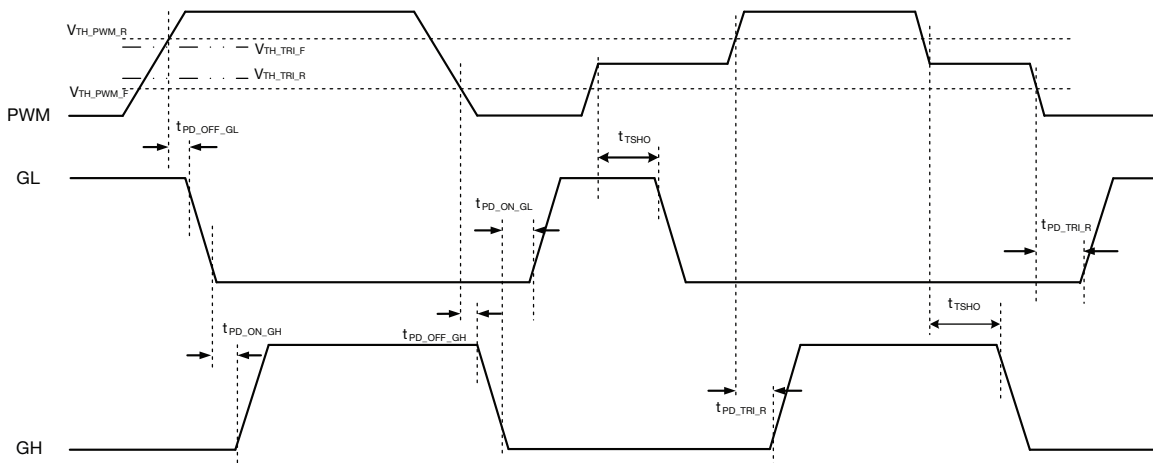 VTH_PWM_R
VTH_TRI_F
VTH_TRI_R
VTH_PWM_F
PWM
tPD_OFF_GL
tTSHO
GL
tPD_ON_GL
tPD_TRI_R
tTSHO
tPD_ON_GH
tPD_OFF_GH
tPD_TRI_R
GH